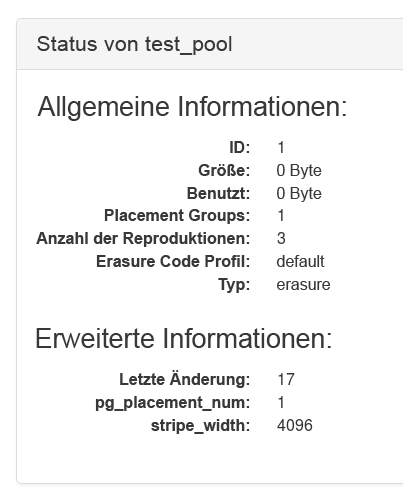 Status von test_pool
Allgemeine Informationen:
ID: 1
Größe: 0 Byte
Benutzt: 0 Byte
Placement Groups: 1
Anzahl der Reproduktionen: 3
Erasure Code Profil: default
Typ: erasure
Erweiterte Informationen:
Letzte Änderung: 17
pg_placement_num: 1
stripe_width: 4096